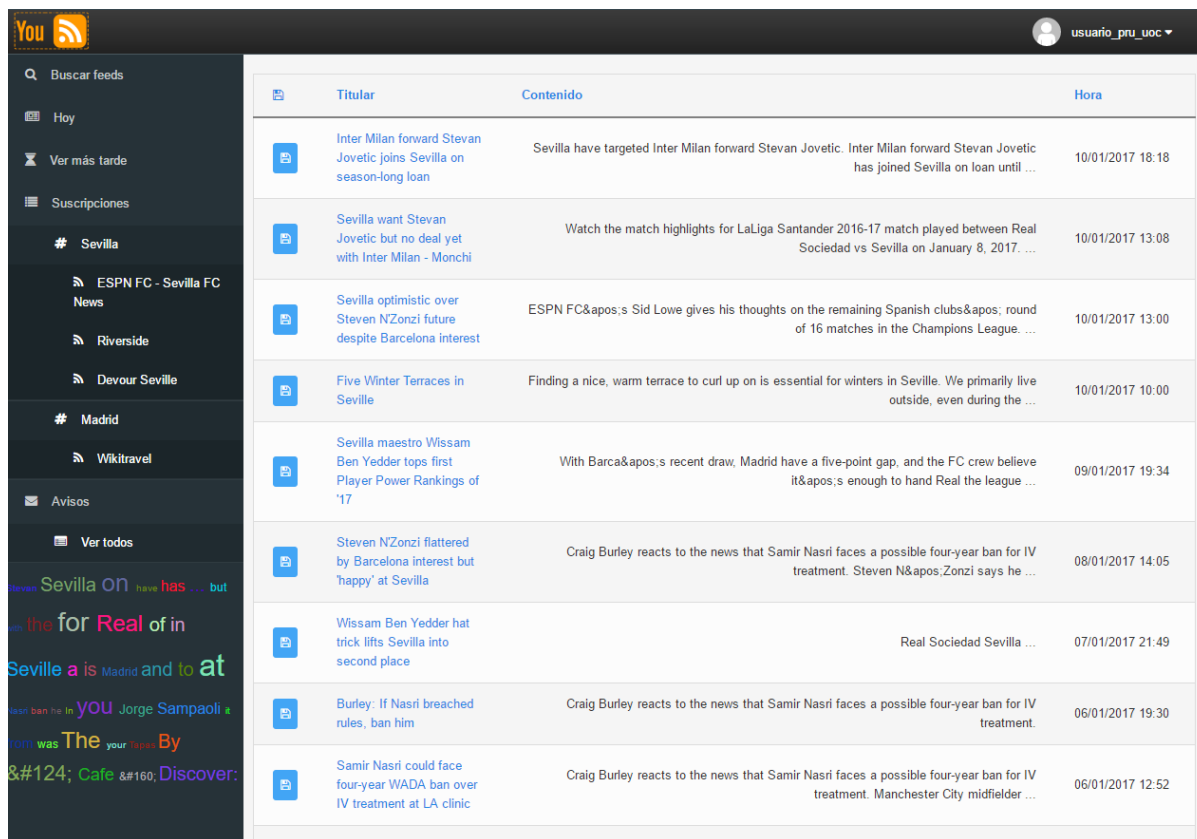 You
usuario_pru_uoc
Buscar feeds
Hoy
Ver más tarde
Suscripciones
# Sevilla
ESPN FC - Sevilla FC
News
Riverside
Devour Seville
# Madrid
Wikitravel
Avisos
Ver todos
Steven Sevilla on have has ... but
the for Real of in
Seville a is Madrid and to at
Nasri ban he In you Jorge Sampaoli it
was The your Tapas By
&#124; Cafe &#160; Discover:
Titular Contenido Hora
Inter Milan forward Stevan
Jovetic joins Sevilla on
season-long loan
Sevilla have targeted Inter Milan forward Stevan Jovetic. Inter Milan forward Stevan Jovetic
has joined Sevilla on loan until ...
10/01/2017 18:18
Sevilla want Stevan
Jovetic but no deal yet
with Inter Milan - Monchi
Watch the match highlights for LaLiga Santander 2016-17 match played between Real
Sociedad vs Sevilla on January 8, 2017. ...
10/01/2017 13:08
Sevilla optimistic over
Steven N'Zonzi future
despite Barcelona interest
ESPN FC&apos;s Sid Lowe gives his thoughts on the remaining Spanish clubs&apos; round
of 16 matches in the Champions League. ...
10/01/2017 13:00
Five Winter Terraces in
Seville
Finding a nice, warm terrace to curl up on is essential for winters in Seville. We primarily live
outside, even during the ...
10/01/2017 10:00
Sevilla maestro Wissam
Ben Yedder tops first
Player Power Rankings of
'17
With Barca&apos;s recent draw, Madrid have a five-point gap, and the FC crew believe
it&apos;s enough to hand Real the league ...
09/01/2017 19:34
Steven N'Zonzi flattered
by Barcelona interest but
'happy' at Sevilla
Craig Burley reacts to the news that Samir Nasri faces a possible four-year ban for IV
treatment. Steven N&apos;Zonzi says he ...
08/01/2017 14:05
Wissam Ben Yedder hat
trick lifts Sevilla into
second place
Real Sociedad Sevilla ...
07/01/2017 21:49
Burley: If Nasri breached
rules, ban him
Craig Burley reacts to the news that Samir Nasri faces a possible four-year ban for IV
treatment.
06/01/2017 19:30
Samir Nasri could face
four-year WADA ban over
IV treatment at LA clinic
Craig Burley reacts to the news that Samir Nasri faces a possible four-year ban for IV
treatment. Manchester City midfielder ...
06/01/2017 12:52